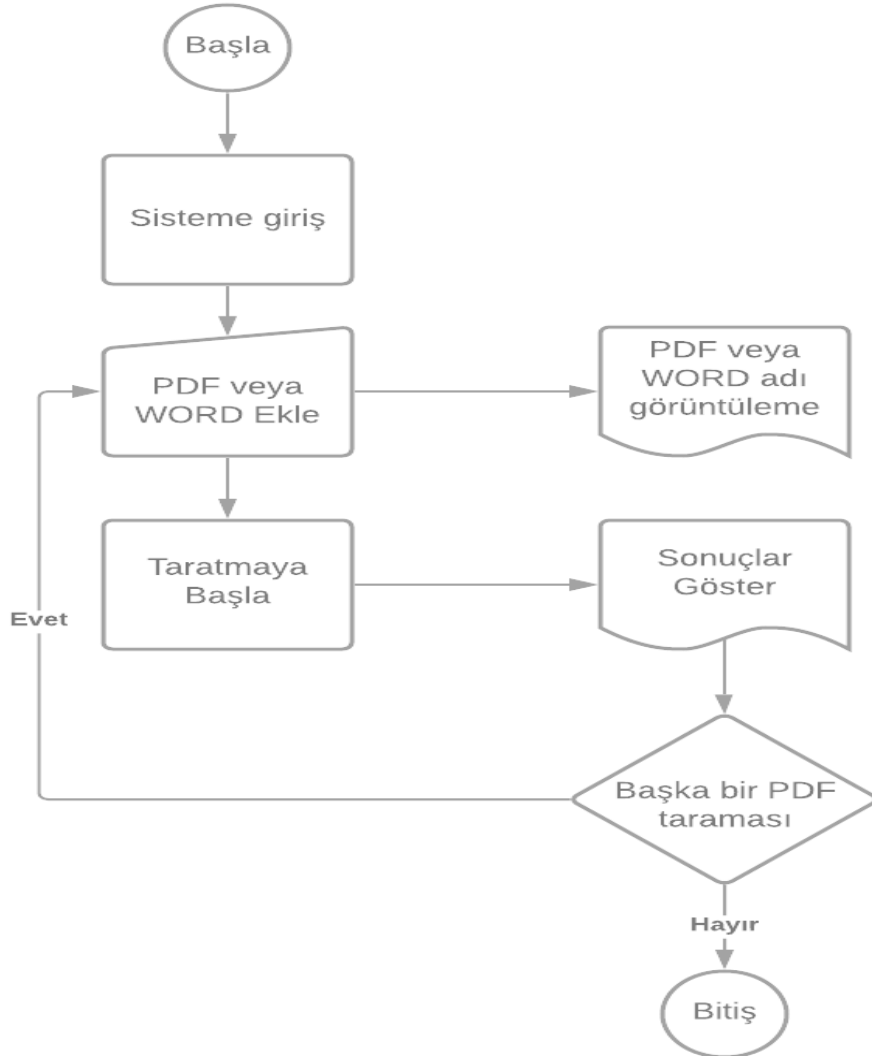 Başla
Sisteme giriş
PDF veya
WORD Ekle
PDF veya
WORD adı
görüntüleme
Taratmaya
Başla
Sonuçlar
Göster
Evet
Başka bir PDF
taraması
Hayır
Bitiş